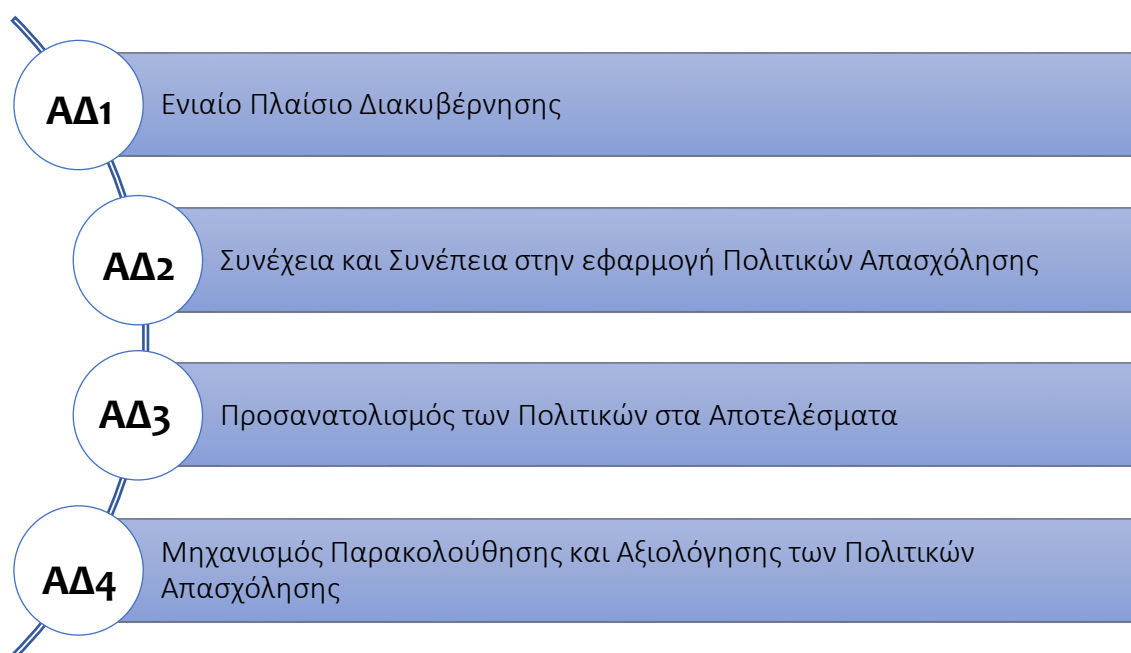 ΑΔ1
Ενιαίο Πλαίσιο Διακυβέρνησης
ΑΔ2
Συνέχεια και Συνέπεια στην εφαρμογή Πολιτικών Απασχόλησης
ΑΔ3
Προσανατολισμός των Πολιτικών στα Αποτελέσματα
ΑΔ4
Μηχανισμός Παρακολούθησης και Αξιολόγησης των Πολιτικών
Απασχόλησης